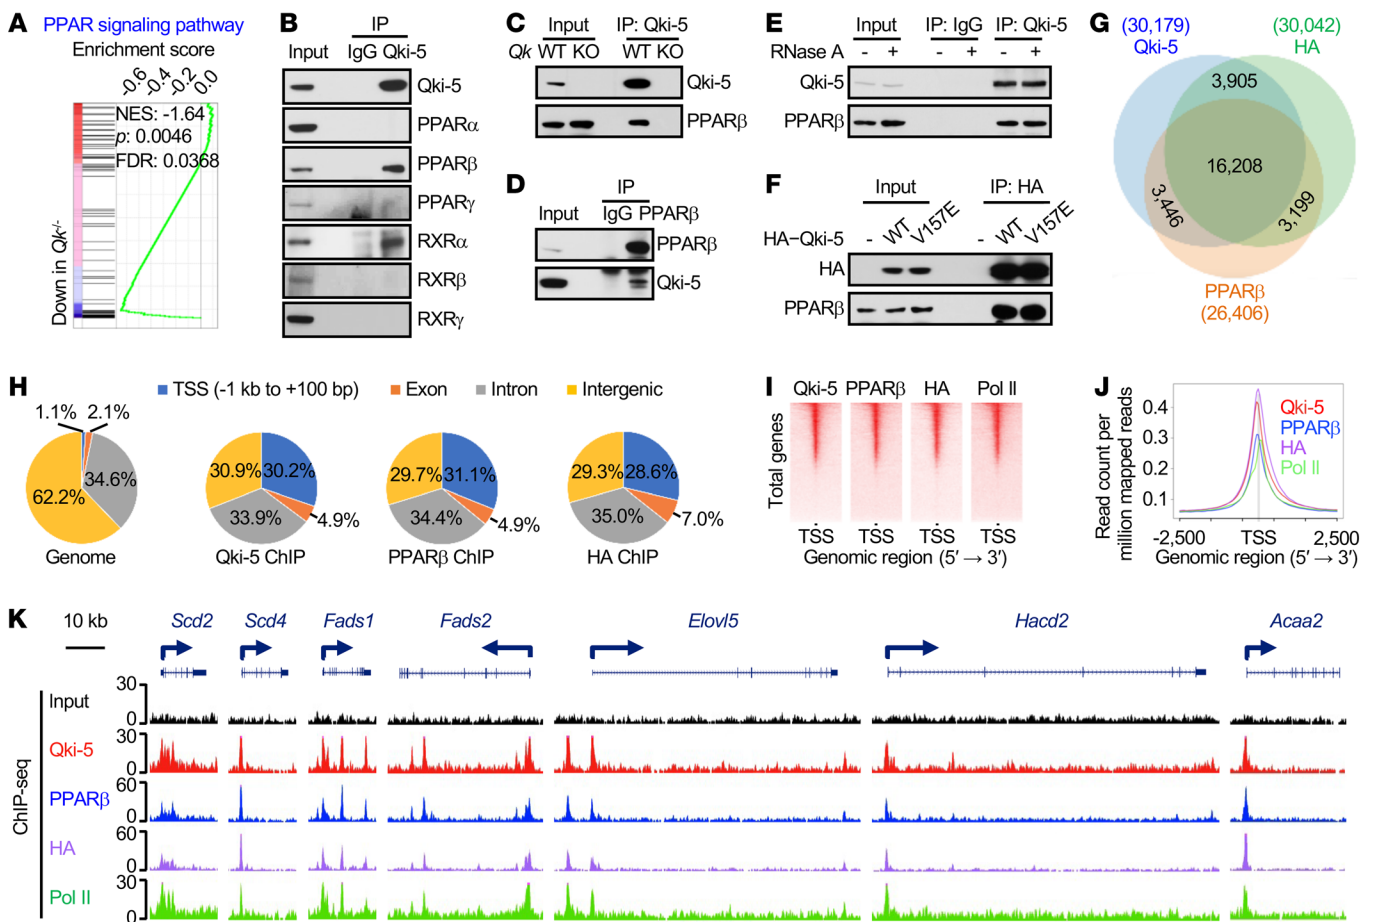 A
PPAR signaling pathway
Enrichment score
-0.6
-0.4
-0.2
0.0
NES: -1.64
p: 0.0046
FDR: 0.0368
Down in Qk-/-
B
IP
Input IgG Qki-5
Qki-5
PPARα
PPARβ
PPARγ
RXRα
RXRβ
RXRγ
C
Input IP: Qki-5
Qk WT KO WT KO
Qki-5
PPARβ
D
IP
Input IgG PPARβ
PPARβ
Qki-5
E
Input IP: IgG IP: Qki-5
RNase A - + - + - +
Qki-5
PPARβ
F
Input IP: HA
HA−Qki-5 - WT V157E - WT V157E
HA
PPARβ
G
(30,179) (30,042)
Qki-5 HA
3,905
16,208
3,446
3,199
PPARβ
(26,406)
H
TSS (-1 kb to +100 bp) Exon Intron Intergenic
1.1% 2.1%
34.6%
62.2%
Genome
30.9% 30.2%
33.9%
4.9%
Qki-5 ChIP
29.7% 31.1%
34.4%
4.9%
PPARβ ChIP
29.3% 28.6%
35.0%
7.0%
HA ChIP
I
Qki-5 PPARβ HA Pol II
Total genes
TSS TSS TSS TSS
Genomic region (5′ → 3′)
J
Read count per
million mapped reads
0.4
0.3
0.2
0.1
Qki-5
PPARβ
HA
Pol II
-2,500 TSS 2,500
Genomic region (5′ → 3′)
K
10 kb
Scd2 Scd4 Fads1 Fads2 Elovl5 Hacd2 Acaa2
ChIP-seq
Input
30
0
Qki-5
30
0
PPARβ
60
0
HA
60
0
Pol II
30
0